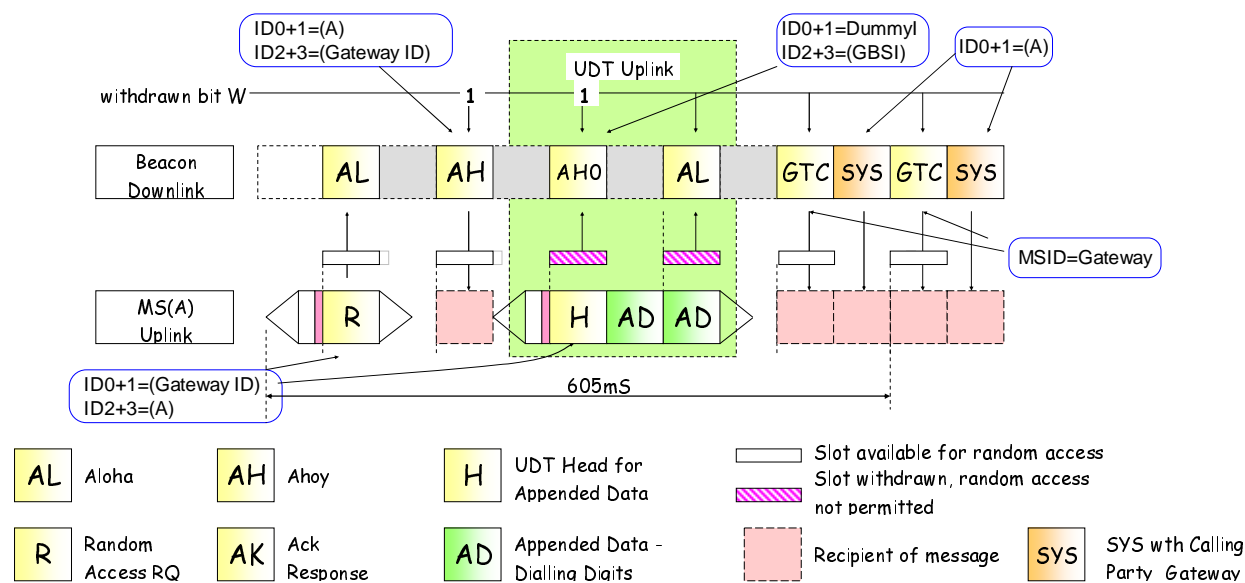 ID0+1=(A)
ID2+3=(Gateway ID)
ID0+1=DummyI
ID2+3=(GBSI)
ID0+1=(A)
UDT Uplink
withdrawn bit W
1
1
Beacon
Downlink
AL
AH
AHO
AL
GTC
SYS
GTC
SYS
MSID=Gateway
MS(A)
Uplink
R
H
AD
AD
ID0+1=(Gateway ID)
ID2+3=(A)
605mS
AL
Aloha
AH
Ahoy
H
UDT Head for
Appended Data
Slot available for random access
Slot withdrawn, random access
not permitted
R
Random
Access RQ
AK
Ack
Response
AD
Appended Data -
Dialling Digits
Recipient of message
SYS
SYS wth Calling
Party Gateway